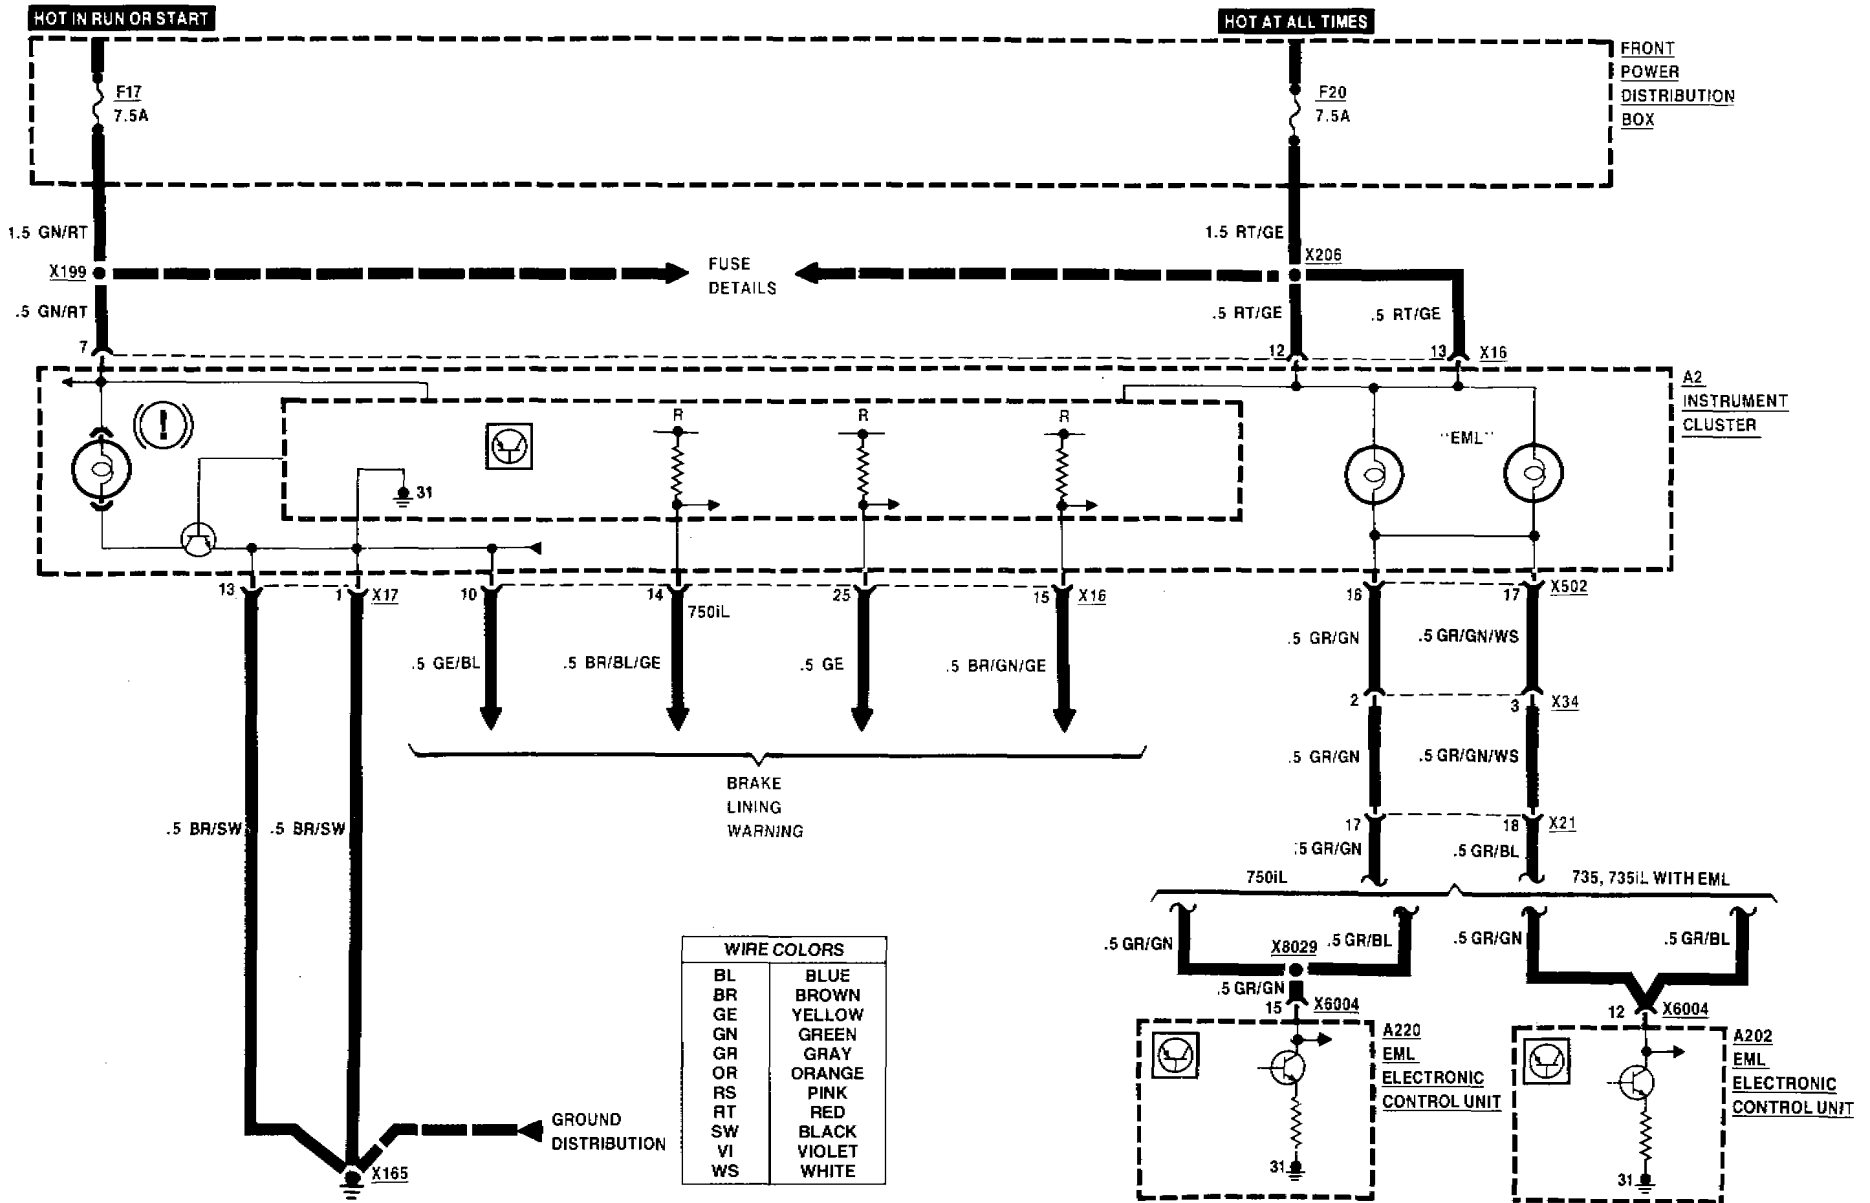 HOT IN RUN OR START
HOT AT ALL TIMES
FRONT
POWER
DISTRIBUTION
BOX
F17
7.5A
F20
7.5A
1.5 GN/RT
1.5 RT/GE
X199
FUSE
DETAILS
X206
.5 GN/RT
.5 RT/GE
.5 RT/GE
7
12
13
X16
A2
INSTRUMENT
CLUSTER
!
R
R
R
"EML"
31
13
1
X17
10
14
750iL
25
15
X16
16
17
X502
.5 GE/BL
.5 BR/BL/GE
.5 GE
.5 BR/GN/GE
.5 GR/GN
.5 GR/GN/WS
2
3
X34
BRAKE
LINING
WARNING
.5 GR/GN
.5 GR/GN/WS
.5 BR/SW
.5 BR/SW
17
18
X21
.5 GR/GN
.5 GR/BL
750iL
735, 735iL WITH EML
.5 GR/GN
X8029
.5 GR/BL
.5 GR/GN
.5 GR/BL
.5 GR/GN
15
X6004
12
X6004
A220
EML
ELECTRONIC
CONTROL UNIT
A202
EML
ELECTRONIC
CONTROL UNIT
31
31
WIRE COLORS
BL BLUE
BR BROWN
GE YELLOW
GN GREEN
GR GRAY
OR ORANGE
RS PINK
RT RED
SW BLACK
VI VIOLET
WS WHITE
GROUND
DISTRIBUTION
X165